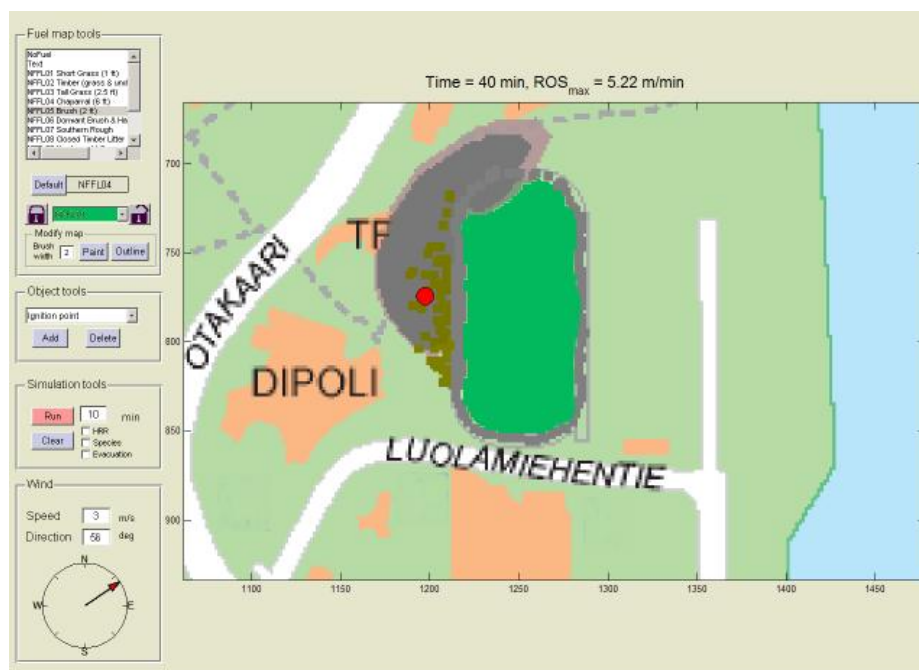 Fuel map tools
NoFuel
Text
NFFL01 Short Grass (1 ft)
NFFL02 Timber (grass & und
NFFL03 Tall Grass (2.5 ft)
NFFL04 Chaparral (6 ft)
NFFL05 Brush (2 ft)
NFFL06 Dormant Brush & Ha
NFFL07 Southern Rough
NFFL08 Closed Timber Litter
Default NFFL04
Modify map
Brush width 2 Paint Outline
Object tools
Ignition point
Add Delete
Simulation tools
Run 10 min
HRR
Clear
Species
Evacuation
Wind
Speed 3 m/s
Direction 58 deg
N
W E
S
Time = 40 min, ROSmax = 5.22 m/min
700
750
800
850
900
1100 1150 1200 1250 1300 1350 1400 1450
OTAKAARI
TF
DIPOLI
LUOLAMIEHENTIE